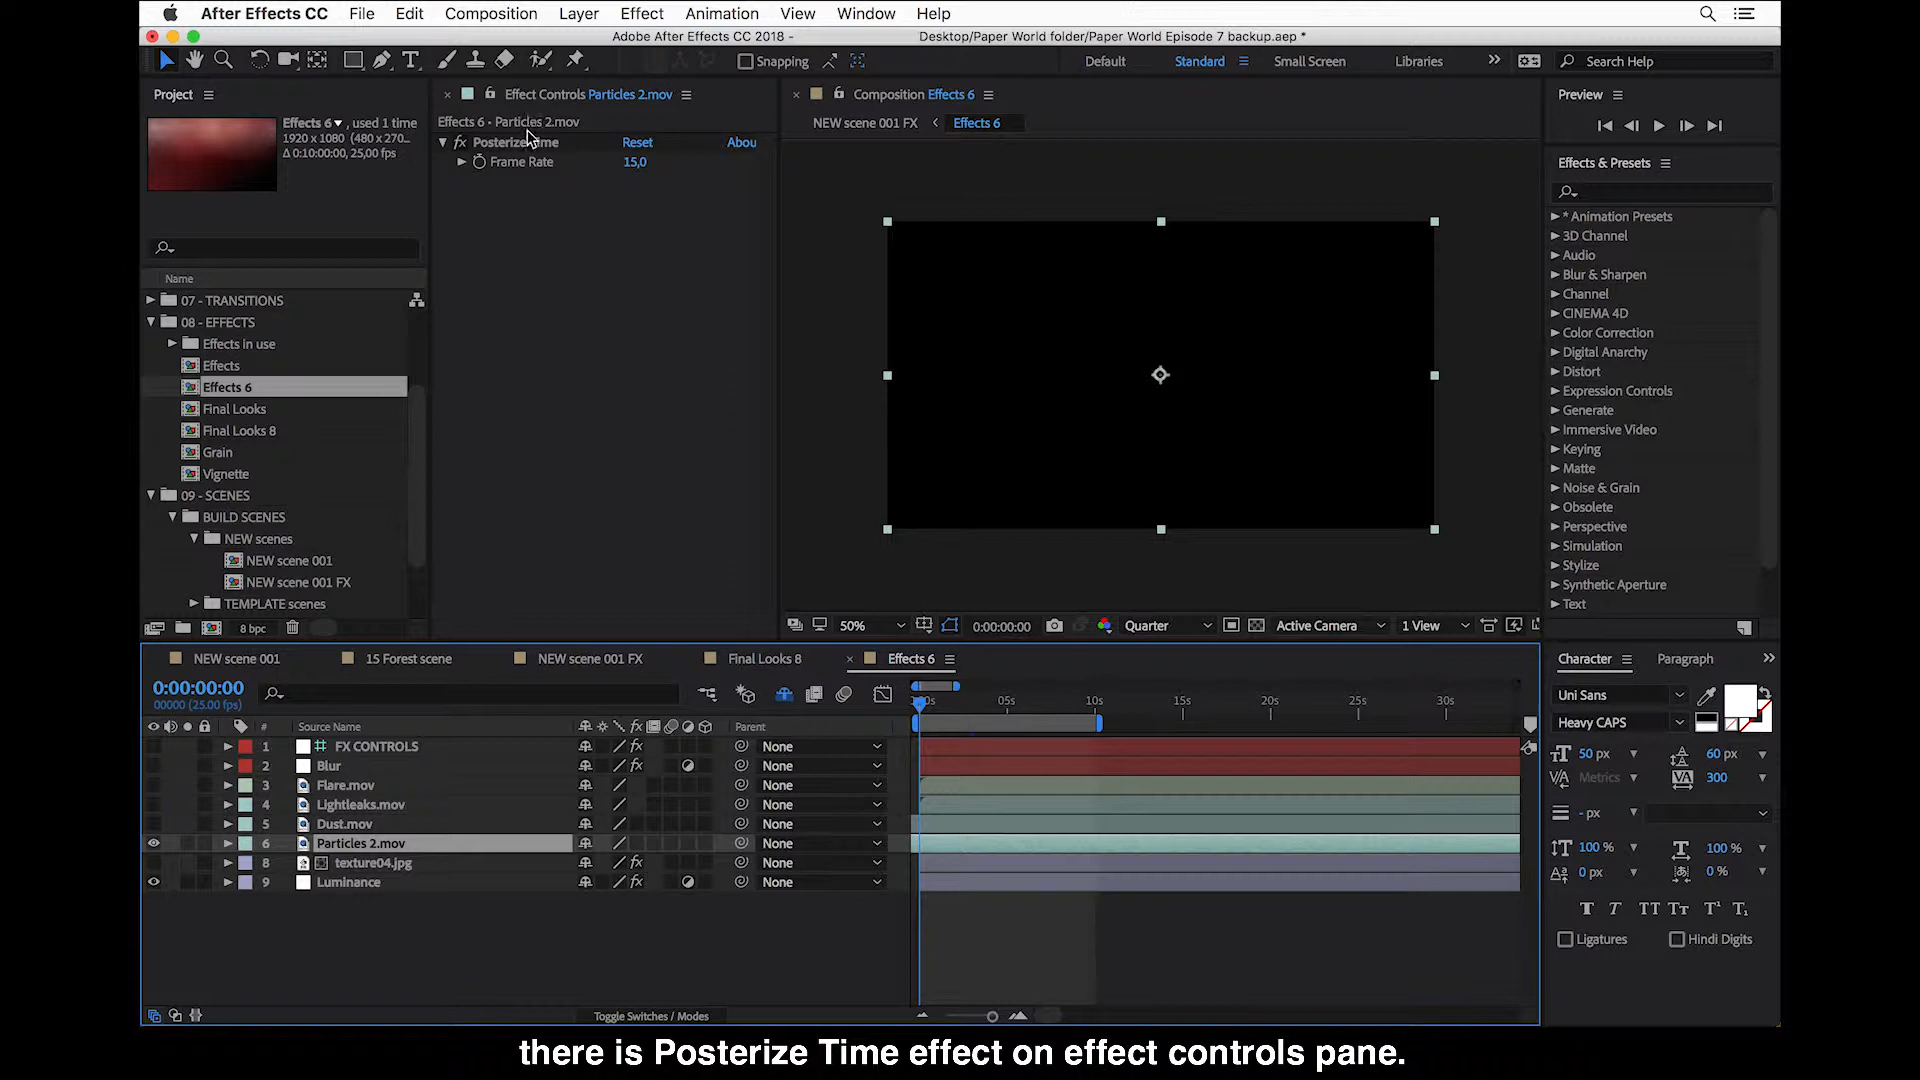 After Effects CC File Edit Composition Layer Effect Animation View Window Help
Adobe After Effects CC 2018 - Desktop/Paper World folder/Paper World Episode 7 backup.aep *
Snapping Default Standard Small Screen Libraries Search Help
Project
Effects 6 , used 1 time
1920 x 1080 (480 x 270...
Δ 0:10:00:00, 25,00 fps)
Name
07 - TRANSITIONS
08 - EFFECTS
Effects in use
Effects
Effects 6
Final Looks
Final Looks 8
Grain
Vignette
09 - SCENES
BUILD SCENES
NEW scenes
NEW scene 001
NEW scene 001 FX
TEMPLATE scenes
8 bpc
Effect Controls Particles 2.mov
Effects 6 • Particles 2.mov
fx Posterize Time Reset Abou
Frame Rate 15,0
Composition Effects 6
NEW scene 001 FX Effects 6
50% 0:00:00:00 Quarter Active Camera 1 View
Preview
Effects & Presets
* Animation Presets
3D Channel
Audio
Blur & Sharpen
Channel
CINEMA 4D
Color Correction
Digital Anarchy
Distort
Expression Controls
Generate
Immersive Video
Keying
Matte
Noise & Grain
Obsolete
Perspective
Simulation
Stylize
Synthetic Aperture
Text
NEW scene 001 15 Forest scene NEW scene 001 FX Final Looks 8 Effects 6
0:00:00:00
00000 (25.00 fps)
05s 10s 15s 20s 25s 30s
# Source Name fx Parent
1 FX CONTROLS fx None
2 Blur fx None
3 Flare.mov None
4 Lightleaks.mov None
5 Dust.mov None
6 Particles 2.mov None
8 texture04.jpg fx None
9 Luminance fx None
Toggle Switches / Modes
Character Paragraph
Uni Sans
Heavy CAPS
50 px 60 px
Metrics 300
- px
100 % 100 %
0 px 0 %
T T TT Tт T¹ T₁
Ligatures Hindi Digits
there is Posterize Time effect on effect controls pane.